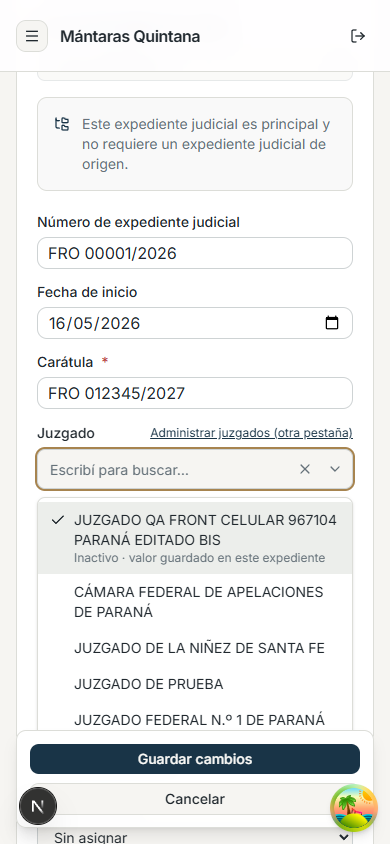 Mántaras Quintana
Este expediente judicial es principal y
no requiere un expediente judicial de
origen.
Número de expediente judicial
FRO 00001/2026
Fecha de inicio
16/05/2026
Carátula *
FRO 012345/2027
Juzgado Administrar juzgados (otra pestaña)
Escribí para buscar...
JUZGADO QA FRONT CELULAR 967104
PARANÁ EDITADO BIS
Inactivo · valor guardado en este expediente
CÁMARA FEDERAL DE APELACIONES
DE PARANÁ
JUZGADO DE LA NIÑEZ DE SANTA FE
JUZGADO DE PRUEBA
JUZGADO FEDERAL N.º 1 DE PARANÁ
Guardar cambios
Cancelar
N
Sin asignar